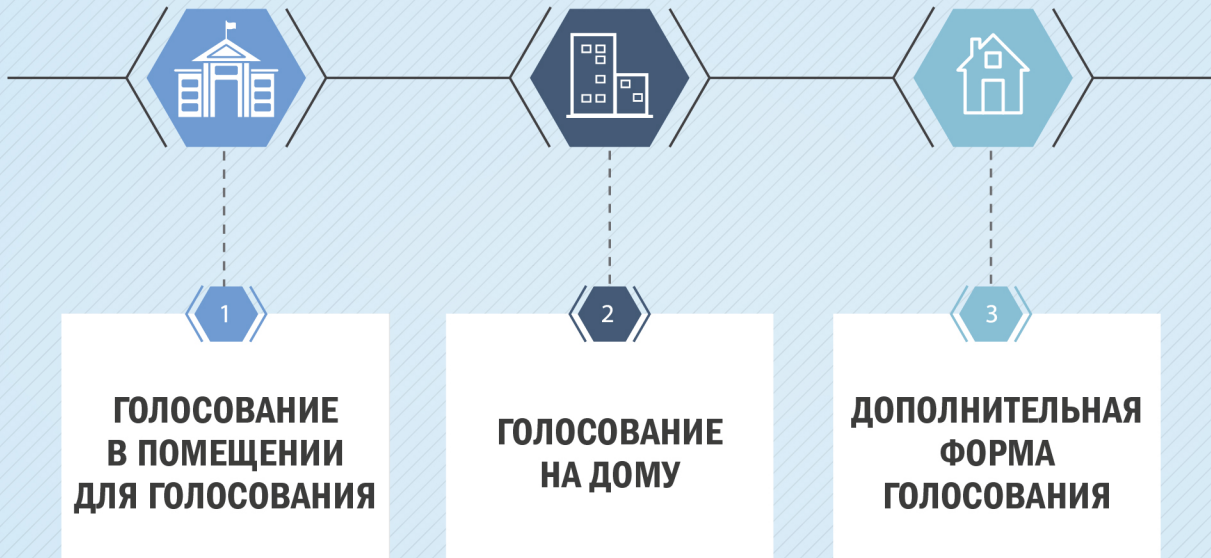 1
ГОЛОСОВАНИЕ
В ПОМЕЩЕНИИ
ДЛЯ ГОЛОСОВАНИЯ
2
ГОЛОСОВАНИЕ
НА ДОМУ
3
ДОПОЛНИТЕЛЬНАЯ
ФОРМА
ГОЛОСОВАНИЯ